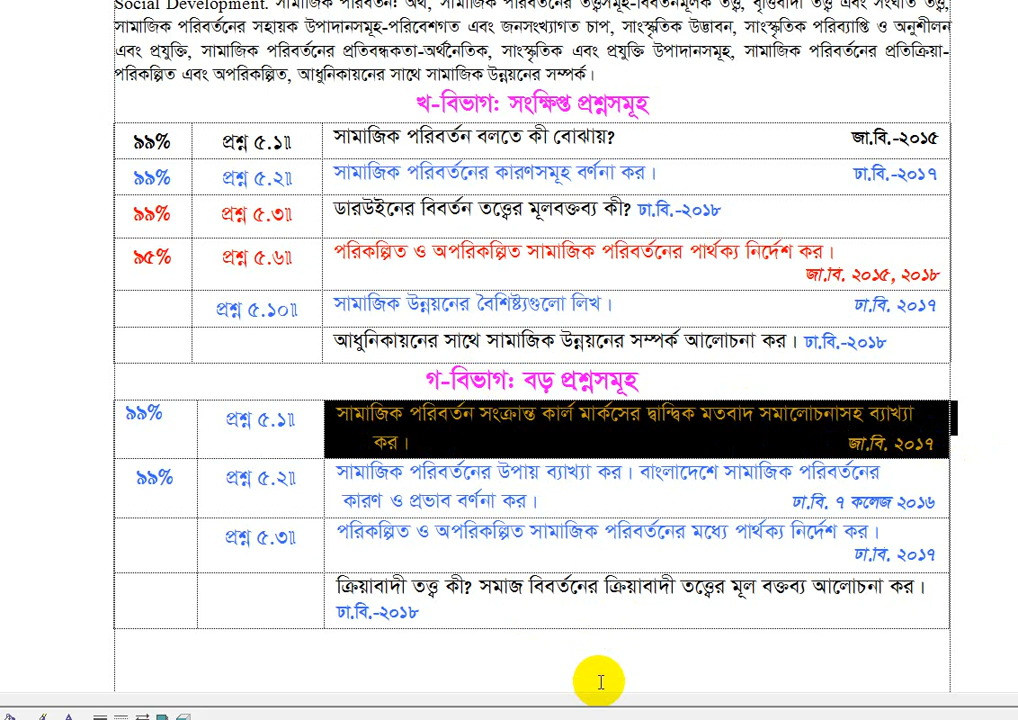 Social Development. সামাজিক পরিবর্তন: অর্থ, সামাজিক পরিবর্তনের তত্ত্বসমূহ-বিবর্তনমূলক তত্ত্ব, বৃত্তিবাদী তত্ত্ব এবং সংঘাত তত্ত্ব,
সামাজিক পরিবর্তনের সহায়ক উপাদানসমূহ-পরিবেশগত এবং জনসংখ্যাগত চাপ, সাংস্কৃতিক উদ্ভাবন, সাংস্কৃতিক পরিব্যাপ্তি ও অনুশীলন
এবং প্রযুক্তি, সামাজিক পরিবর্তনের প্রতিবন্ধকতা-অর্থনৈতিক, সাংস্কৃতিক এবং প্রযুক্তি উপাদানসমূহ, সামাজিক পরিবর্তনের প্রতিক্রিয়া-
পরিকল্পিত এবং অপরিকল্পিত, আধুনিকায়নের সাথে সামাজিক উন্নয়নের সম্পর্ক।
খ-বিভাগ: সংক্ষিপ্ত প্রশ্নসমূহ
৯৯% প্রশ্ন ৫.১॥ সামাজিক পরিবর্তন বলতে কী বোঝায়? জা.বি.-২০১৫
৯৯% প্রশ্ন ৫.২॥ সামাজিক পরিবর্তনের কারণসমূহ বর্ণনা কর। ঢা.বি.-২০১৭
৯৯% প্রশ্ন ৫.৩॥ ডারউইনের বিবর্তন তত্ত্বের মূলবক্তব্য কী? ঢা.বি.-২০১৮
৯৫% প্রশ্ন ৫.৬॥ পরিকল্পিত ও অপরিকল্পিত সামাজিক পরিবর্তনের পার্থক্য নির্দেশ কর।
জা.বি. ২০১৫, ২০১৮
প্রশ্ন ৫.১০॥ সামাজিক উন্নয়নের বৈশিষ্ট্যগুলো লিখ। ঢা.বি. ২০১৭
আধুনিকায়নের সাথে সামাজিক উন্নয়নের সম্পর্ক আলোচনা কর। ঢা.বি.-২০১৮
গ-বিভাগ: বড় প্রশ্নসমূহ
৯৯% প্রশ্ন ৫.১॥ সামাজিক পরিবর্তন সংক্রান্ত কার্ল মার্কসের দ্বান্দ্বিক মতবাদ সমালোচনাসহ ব্যাখ্যা
কর। জা.বি. ২০১৭
৯৯% প্রশ্ন ৫.২॥ সামাজিক পরিবর্তনের উপায় ব্যাখ্যা কর। বাংলাদেশে সামাজিক পরিবর্তনের
কারণ ও প্রভাব বর্ণনা কর। ঢা.বি. ৭ কলেজ ২০১৬
প্রশ্ন ৫.৩॥ পরিকল্পিত ও অপরিকল্পিত সামাজিক পরিবর্তনের মধ্যে পার্থক্য নির্দেশ কর।
ঢা.বি. ২০১৭
ক্রিয়াবাদী তত্ত্ব কী? সমাজ বিবর্তনের ক্রিয়াবাদী তত্ত্বের মূল বক্তব্য আলোচনা কর।
ঢা.বি.-২০১৮